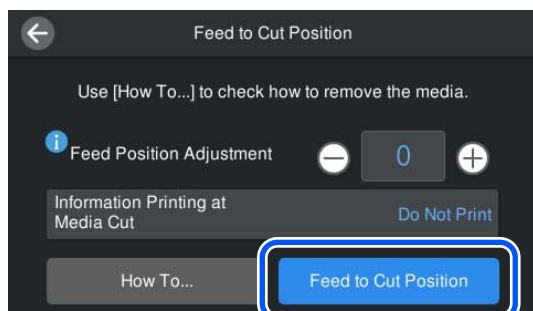 Feed to Cut Position
Use [How To...] to check how to remove the media.
i Feed Position Adjustment
0
Information Printing at
Media Cut
Do Not Print
How To...
Feed to Cut Position